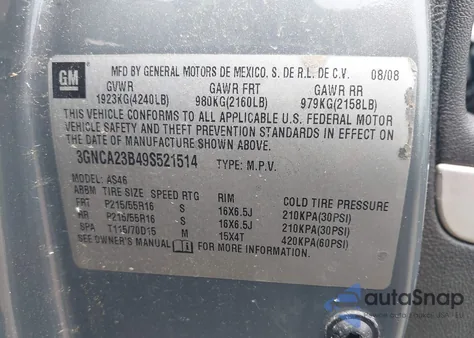 GM
MFD BY GENERAL MOTORS DE MEXICO, S. DE R.L. DE C.V. 08/08
GVWR GAWR FRT GAWR RR
1923KG(4240LB) 980KG(2160LB) 979KG(2158LB)
THIS VEHICLE CONFORMS TO ALL APPLICABLE U.S. FEDERAL MOTOR
VEHICLE SAFETY, BUMPER, AND THEFT PREVENTION STANDARDS IN
EFFECT ON THE DATE OF MANUFACTURE SHOWN ABOVE.
3GNCA23B49S521514 TYPE: M.P.V.
MODEL: AS46
ABBM TIRE SIZE SPEED RTG RIM COLD TIRE PRESSURE
FRT P215/55R16 S 16X6.5J 210KPA(30PSI)
RR P215/55R16 S 16X6.5J 210KPA(30PSI)
SPA T115/70D15 M 15X4T 420KPA(60PSI)
SEE OWNER'S MANUAL FOR MORE INFORMATION.
autoSnap